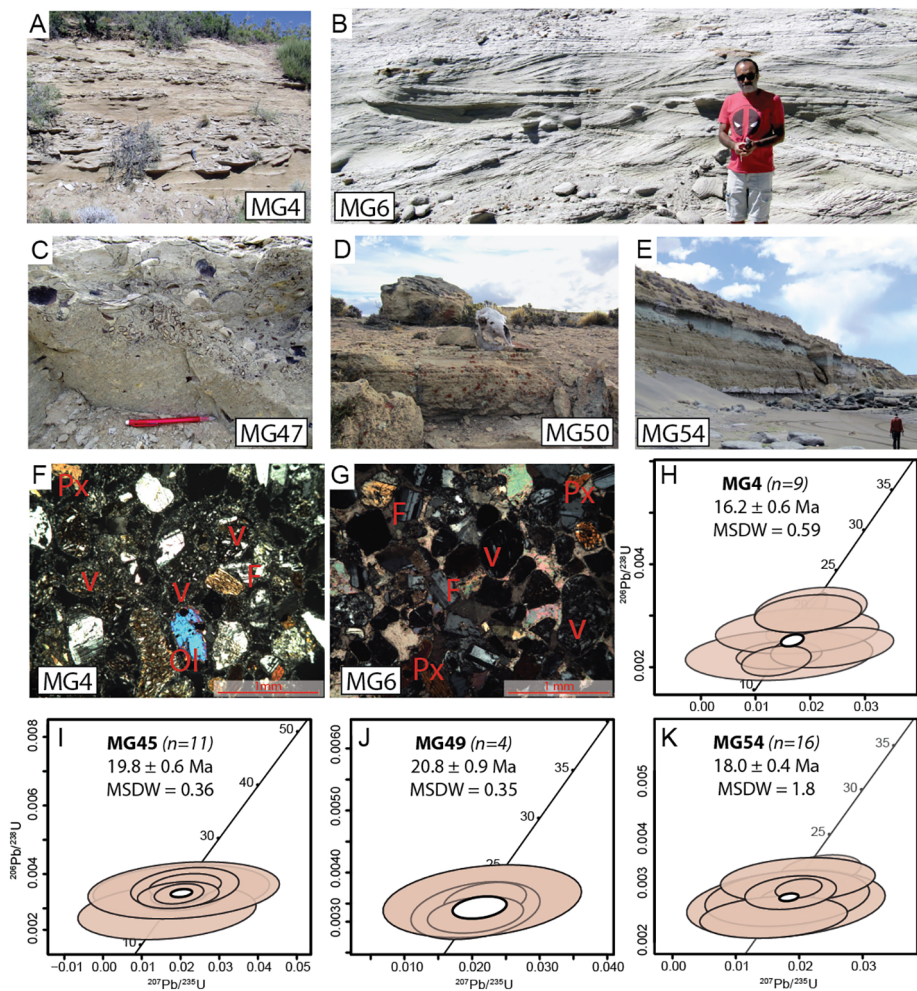 A
MG4
B
MG6
C
MG47
D
MG50
E
MG54
F
Px
V
V
F
V
Ol
MG4
1mm
G
Px
F
V
F
V
Px
MG6
1 mm
H
MG4 (n=9)
16.2 ± 0.6 Ma
MSDW = 0.59
35
30
25
10
0.004
0.002
206Pb/238U
0.00
0.01
0.02
0.03
I
MG45 (n=11)
19.8 ± 0.6 Ma
MSDW = 0.36
50
40
30
10
0.008
0.006
0.004
0.002
206Pb/238U
−0.01
0.00
0.01
0.02
0.03
0.04
0.05
207Pb/235U
J
MG49 (n=4)
20.8 ± 0.9 Ma
MSDW = 0.35
35
30
25
0.0060
0.0050
0.0040
0.0030
0.010
0.020
0.030
0.040
207Pb/235U
K
MG54 (n=16)
18.0 ± 0.4 Ma
MSDW = 1.8
35
30
25
0.005
0.004
0.003
0.002
0.00
0.01
0.02
0.03
207Pb/235U